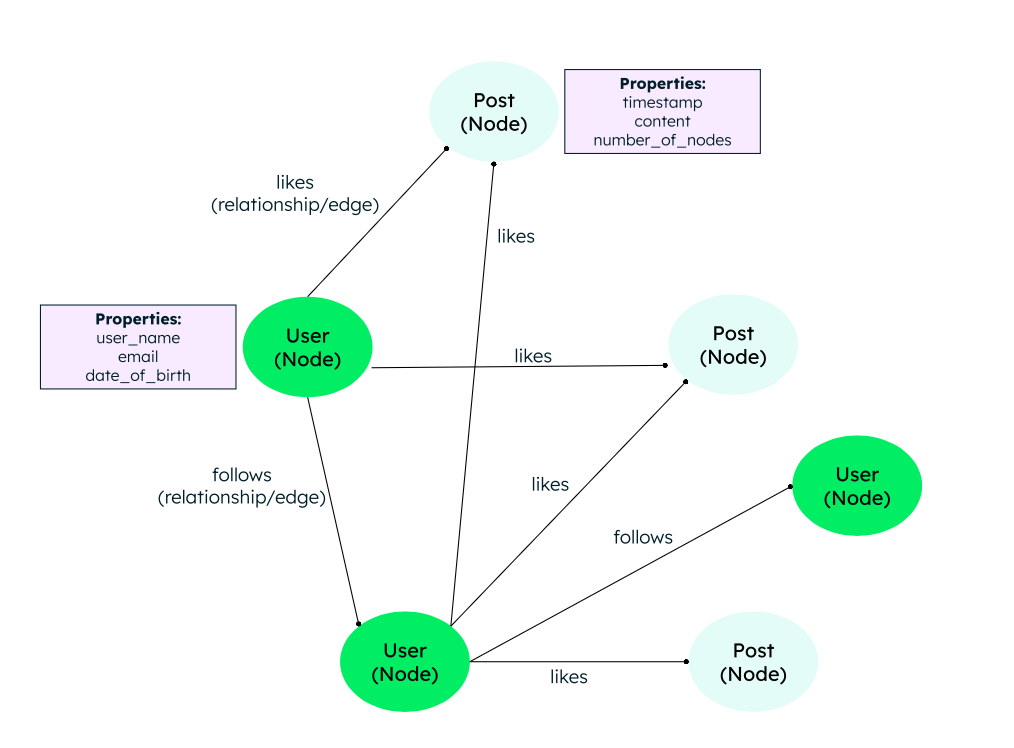 Post
(Node)
Properties:
timestamp
content
number_of_nodes
likes
(relationship/edge)
likes
Properties:
user_name
email
date_of_birth
User
(Node)
likes
Post
(Node)
follows
(relationship/edge)
likes
User
(Node)
follows
User
(Node)
likes
Post
(Node)